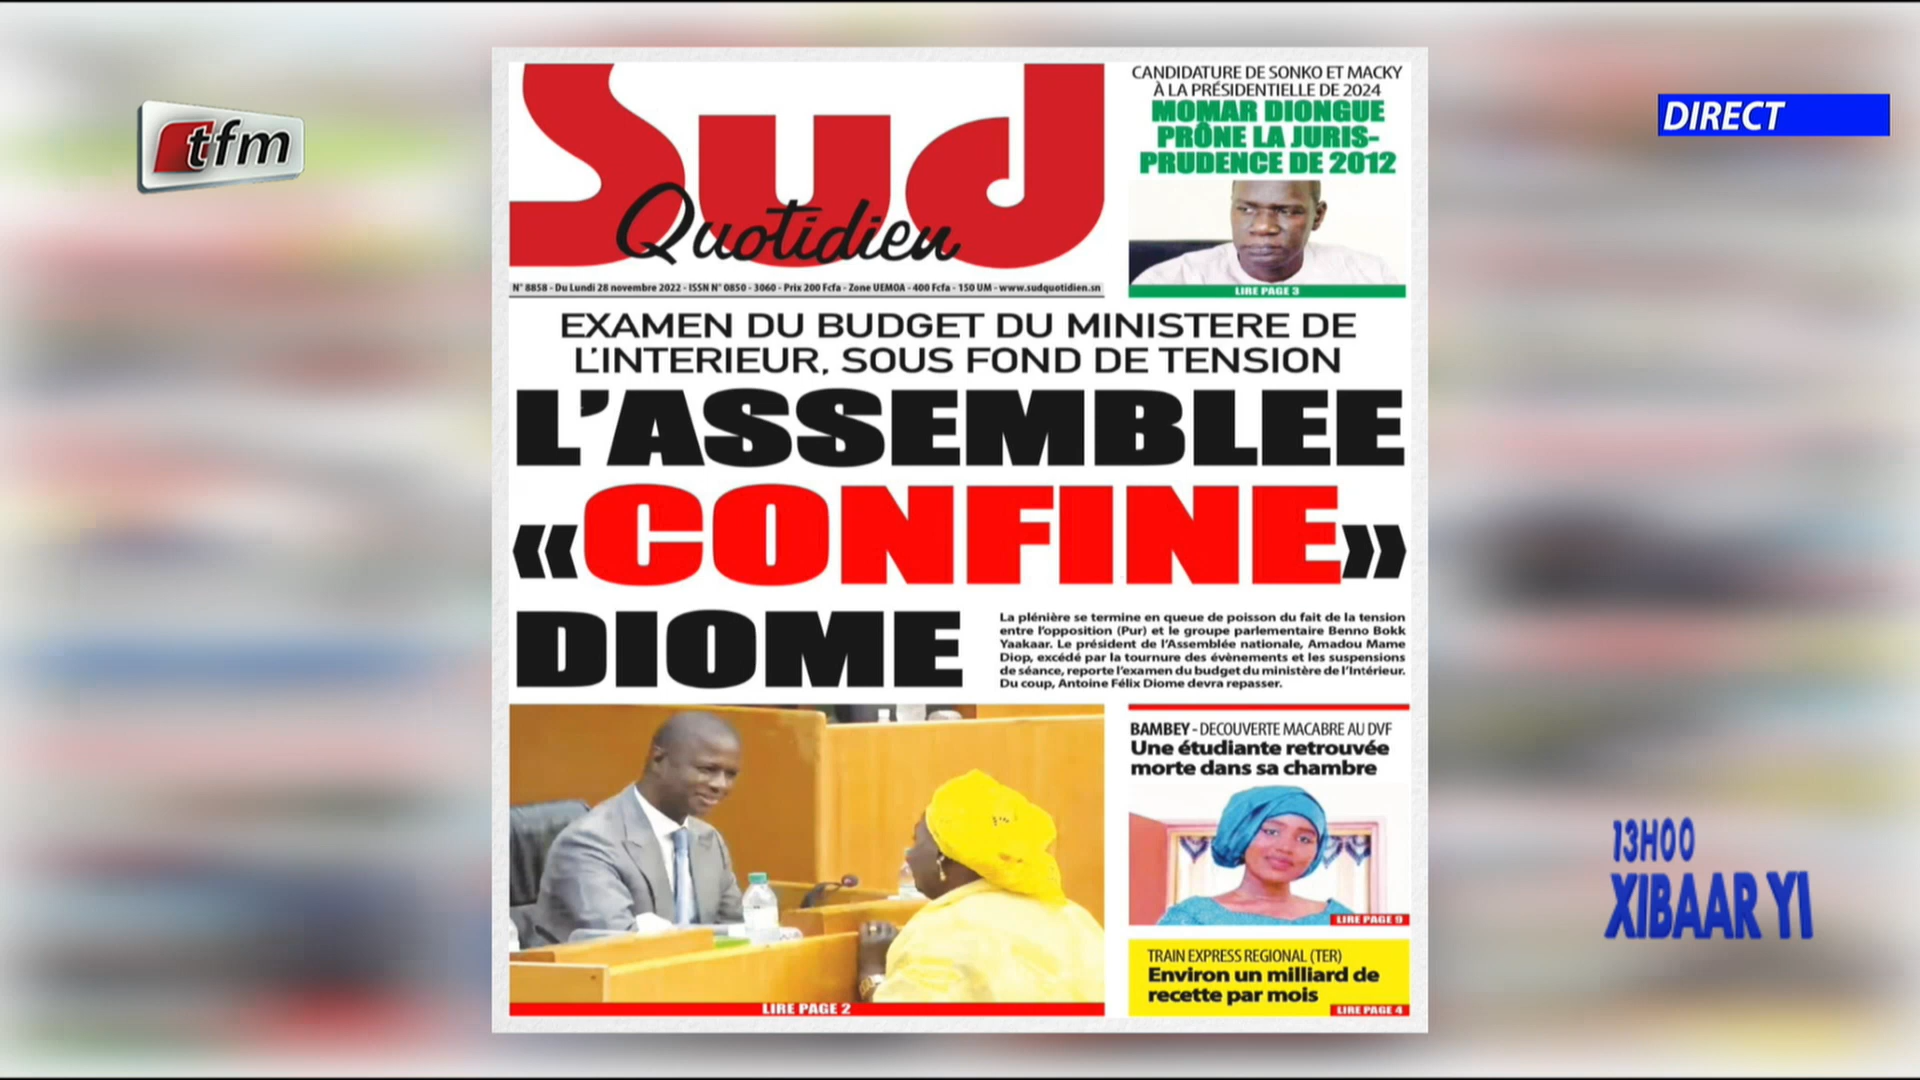 tfm
DIRECT
Sud
Quotidien
N° 8858 - Du Lundi 28 novembre 2022 - ISSN N° 0850 - 3060 - Prix 200 Fcfa - Zone UEMOA - 400 Fcfa - 150 UM - www.sudquotidien.sn
CANDIDATURE DE SONKO ET MACKY
À LA PRÉSIDENTIELLE DE 2024
MOMAR DIONGUE
PRÔNE LA JURIS-
PRUDENCE DE 2012
LIRE PAGE 3
EXAMEN DU BUDGET DU MINISTERE DE
L'INTERIEUR, SOUS FOND DE TENSION
L'ASSEMBLEE
«CONFINE»
DIOME
La plénière se termine en queue de poisson du fait de la tension
entre l'opposition (Pur) et le groupe parlementaire Benno Bokk
Yaakaar. Le président de l'Assemblée nationale, Amadou Mame
Diop, excédé par la tournure des évènements et les suspensions
de séance, reporte l'examen du budget du ministère de l'Intérieur.
Du coup, Antoine Félix Diome devra repasser.
LIRE PAGE 2
BAMBEY - DECOUVERTE MACABRE AU DVF
Une étudiante retrouvée
morte dans sa chambre
LIRE PAGE 9
TRAIN EXPRESS REGIONAL (TER)
Environ un milliard de
recette par mois
LIRE PAGE 4
13H00
XIBAAR YI